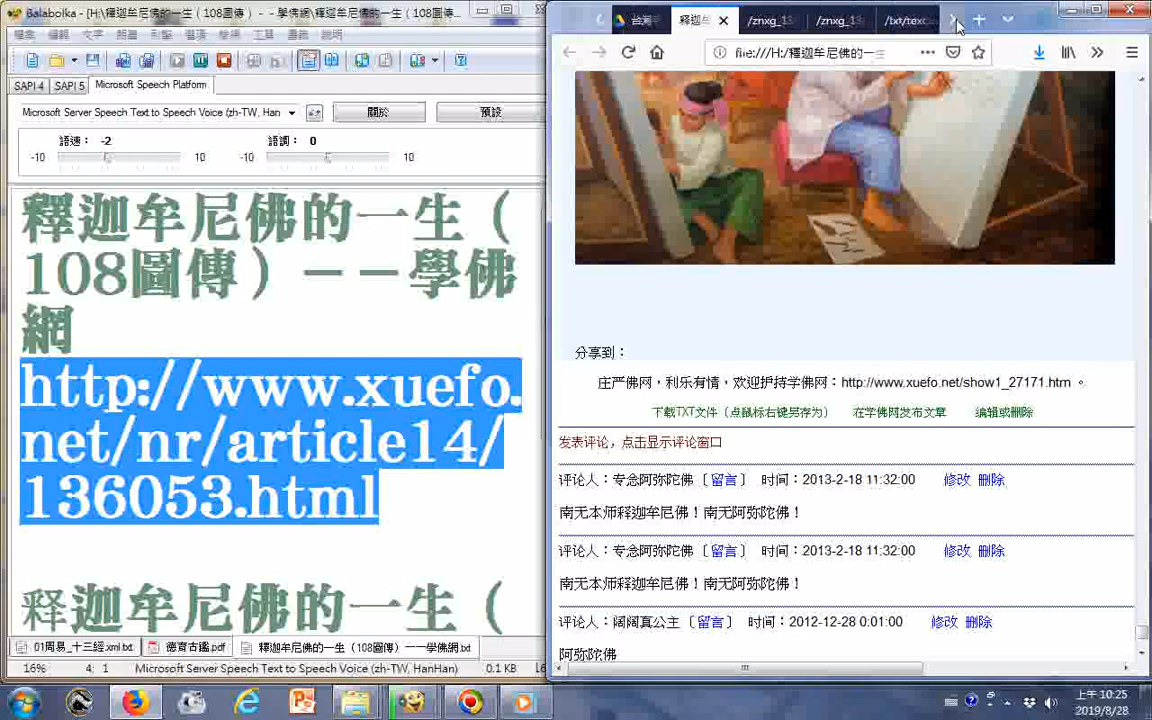 Balabolka - [H:\釋迦牟尼佛的一生（108圖傳）--學佛網\釋迦牟尼佛的一生（108圖傳...
SAPI 4 SAPI 5 Microsoft Speech Platform
Microsoft Server Speech Text to Speech Voice (zh-TW, Han 關於 預設
語速： -2 語調： 0
-10 10 -10 10
釋迦牟尼佛的一生（
108圖傳）－－學佛
網
http://www.xuefo.
net/nr/article14/
136053.html
释迦牟尼佛的一生（
01周易_十三經.xml.txt 德育古鑑.pdf 釋迦牟尼佛的一生（108圖傳）－－學佛網.txt
16% 4: 1 Microsoft Server Speech Text to Speech Voice (zh-TW, HanHan) 0.1 KB
台灣 釋迦牟 /znxg_13 /znxg_13 /txt/text
file:///H:/釋迦牟尼佛的一
分享到：
庄严佛网，利乐有情，欢迎护持学佛网：http://www.xuefo.net/show1_27171.htm 。
下载TXT文件（点鼠标右键另存为） 在学佛网发布文章 编辑或删除
发表评论，点击显示评论窗口
评论人：专念阿弥陀佛 〔留言〕 时间：2013-2-18 11:32:00 修改 删除
南无本师释迦牟尼佛！南无阿弥陀佛！
评论人：专念阿弥陀佛 〔留言〕 时间：2013-2-18 11:32:00 修改 删除
南无本师释迦牟尼佛！南无阿弥陀佛！
评论人：阔阔真公主 〔留言〕 时间：2012-12-28 0:01:00 修改 删除
阿弥陀佛
上午 10:25
2019/8/28